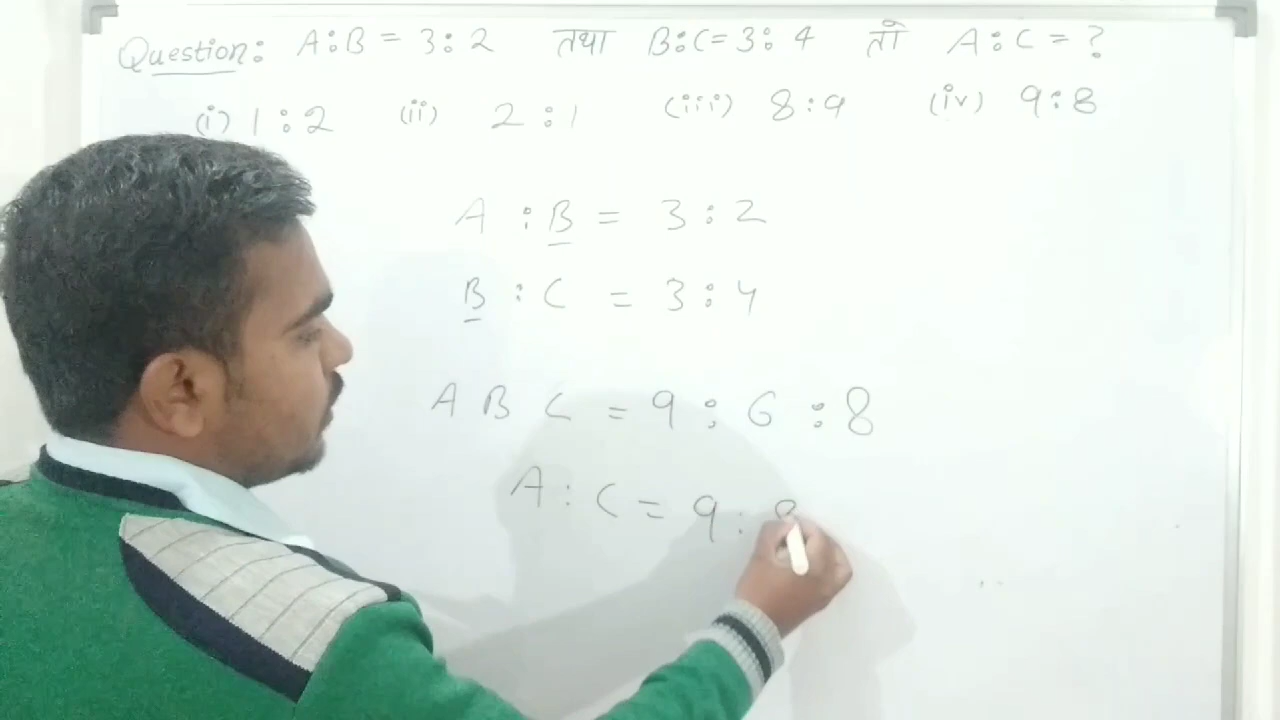 Question: A:B = 3:2 तथा B:C=3:4 तो A:C = ?
(i) 1:2 (ii) 2:1 (iii) 8:9 (iv) 9:8
A : B = 3:2
B : C = 3:4
A B C = 9 : 6 : 8
A : C = 9 : 8